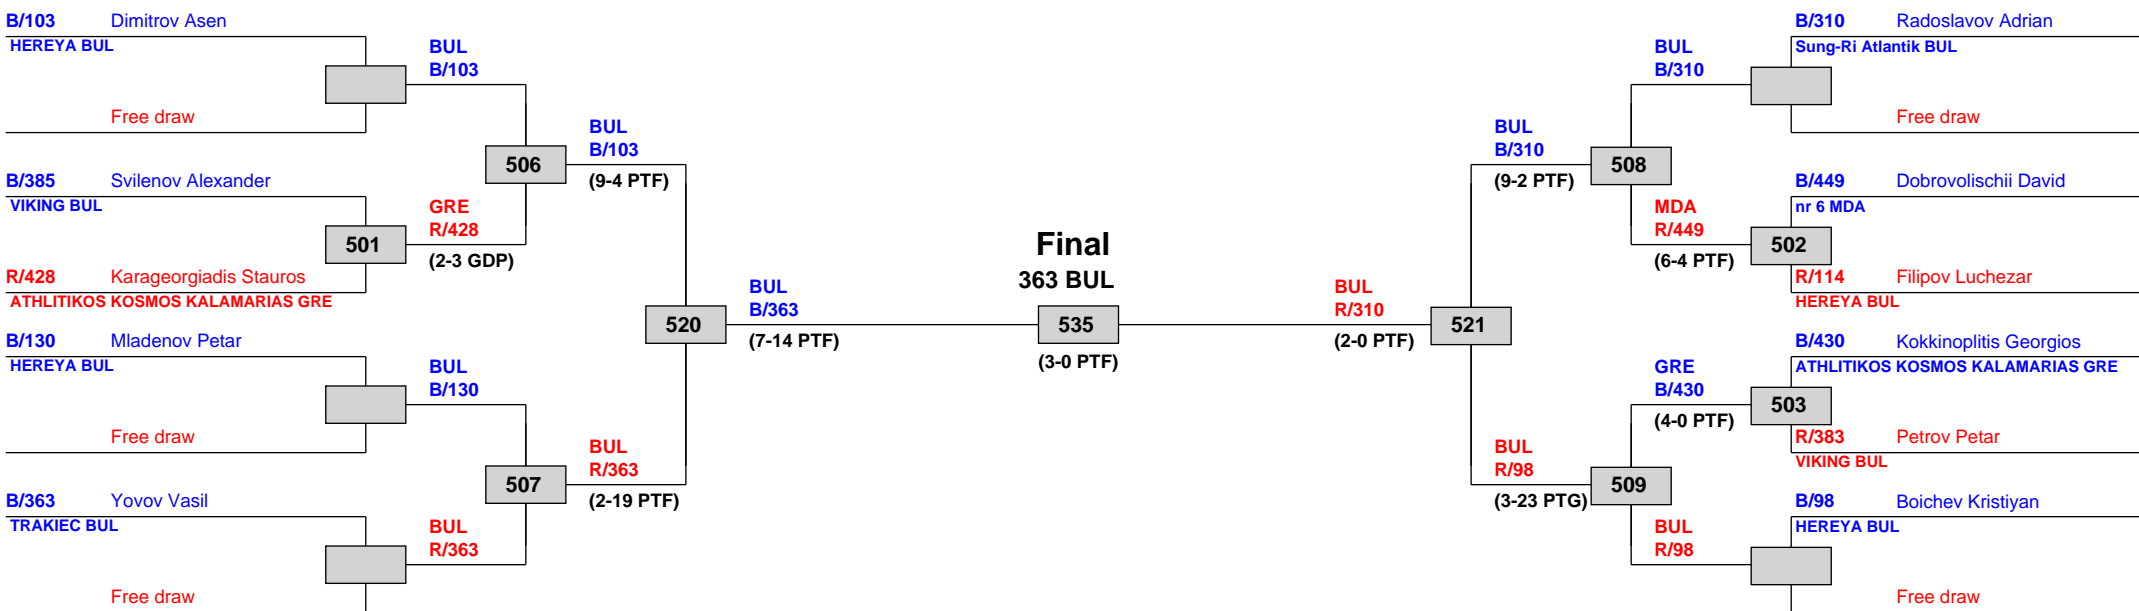 B/103 Dimitrov Asen
HEREYA BUL
BUL
B/103
Free draw
BUL
B/103
506
(9-4 PTF)
B/385 Svilenov Alexander
VIKING BUL
GRE
R/428
501
(2-3 GDP)
R/428 Karageorgiadis Stauros
ATHLITIKOS KOSMOS KALAMARIAS GRE
BUL
B/363
520
(7-14 PTF)
B/130 Mladenov Petar
HEREYA BUL
BUL
B/130
Free draw
BUL
R/363
507
(2-19 PTF)
B/363 Yovov Vasil
TRAKIEC BUL
BUL
R/363
Free draw
Final
363 BUL
535
(3-0 PTF)
B/310 Radoslavov Adrian
Sung-Ri Atlantik BUL
BUL
B/310
Free draw
BUL
B/310
508
(9-2 PTF)
B/449 Dobrovolischii David
nr 6 MDA
MDA
R/449
502
(6-4 PTF)
R/114 Filipov Luchezar
HEREYA BUL
BUL
R/310
521
(2-0 PTF)
B/430 Kokkinoplitis Georgios
ATHLITIKOS KOSMOS KALAMARIAS GRE
GRE
B/430
503
(4-0 PTF)
R/383 Petrov Petar
VIKING BUL
BUL
R/98
509
(3-23 PTG)
B/98 Boichev Kristiyan
HEREYA BUL
BUL
R/98
Free draw